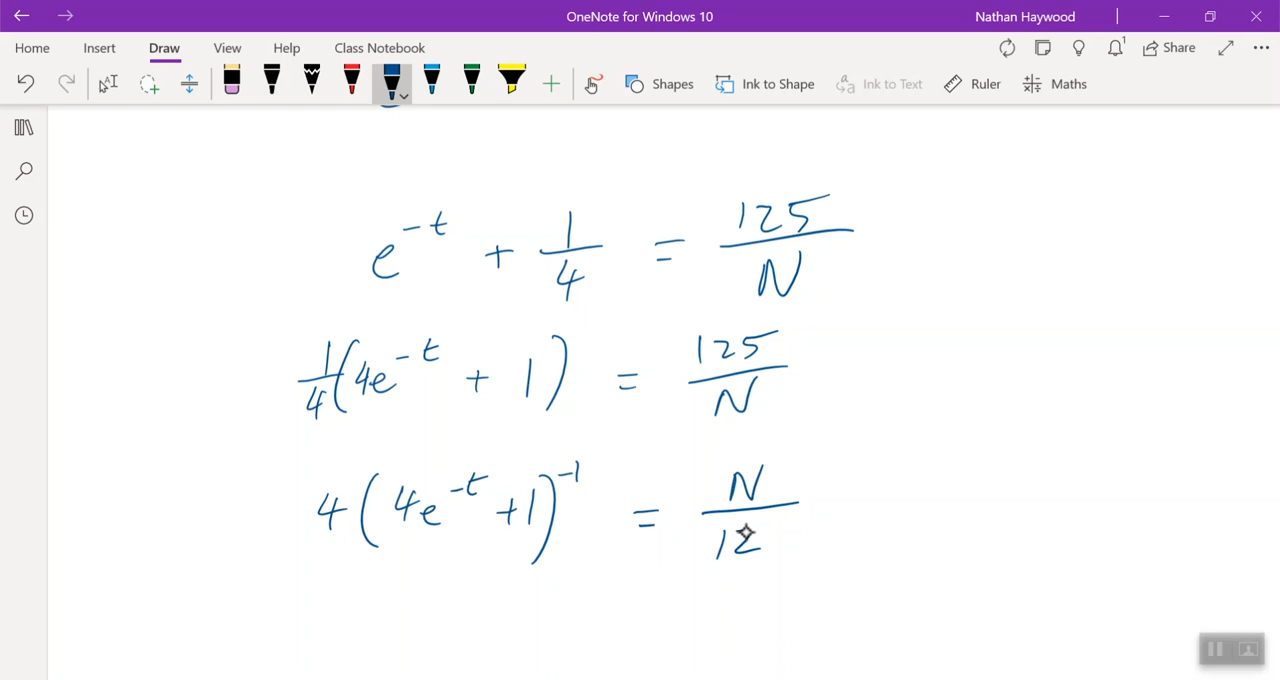 OneNote for Windows 10 Nathan Haywood
Home Insert Draw View Help Class Notebook 1 Share
Shapes Ink to Shape Ink to Text Ruler Maths
e^{-t} + 1/4 = 125/N
1/4(4e^{-t} + 1) = 125/N
4(4e^{-t} + 1)^{-1} = N/12